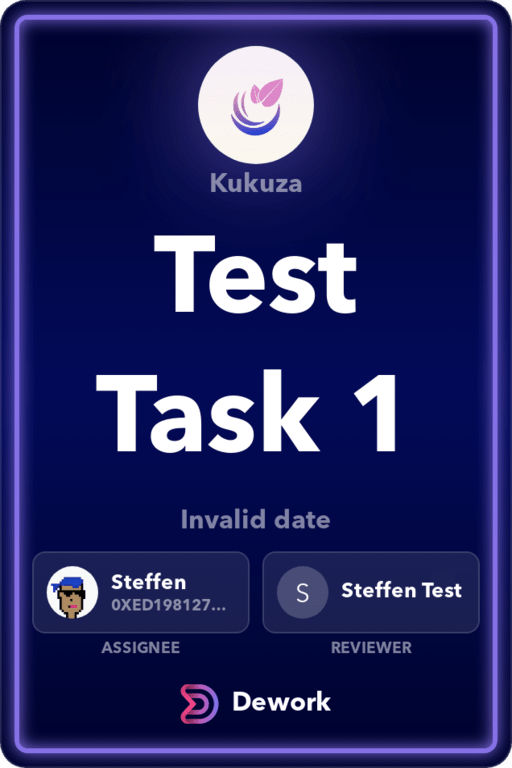 Kukuza
Test
Task 1
Invalid date
Steffen
0XED198127...
ASSIGNEE
S
Steffen Test
REVIEWER
Dework